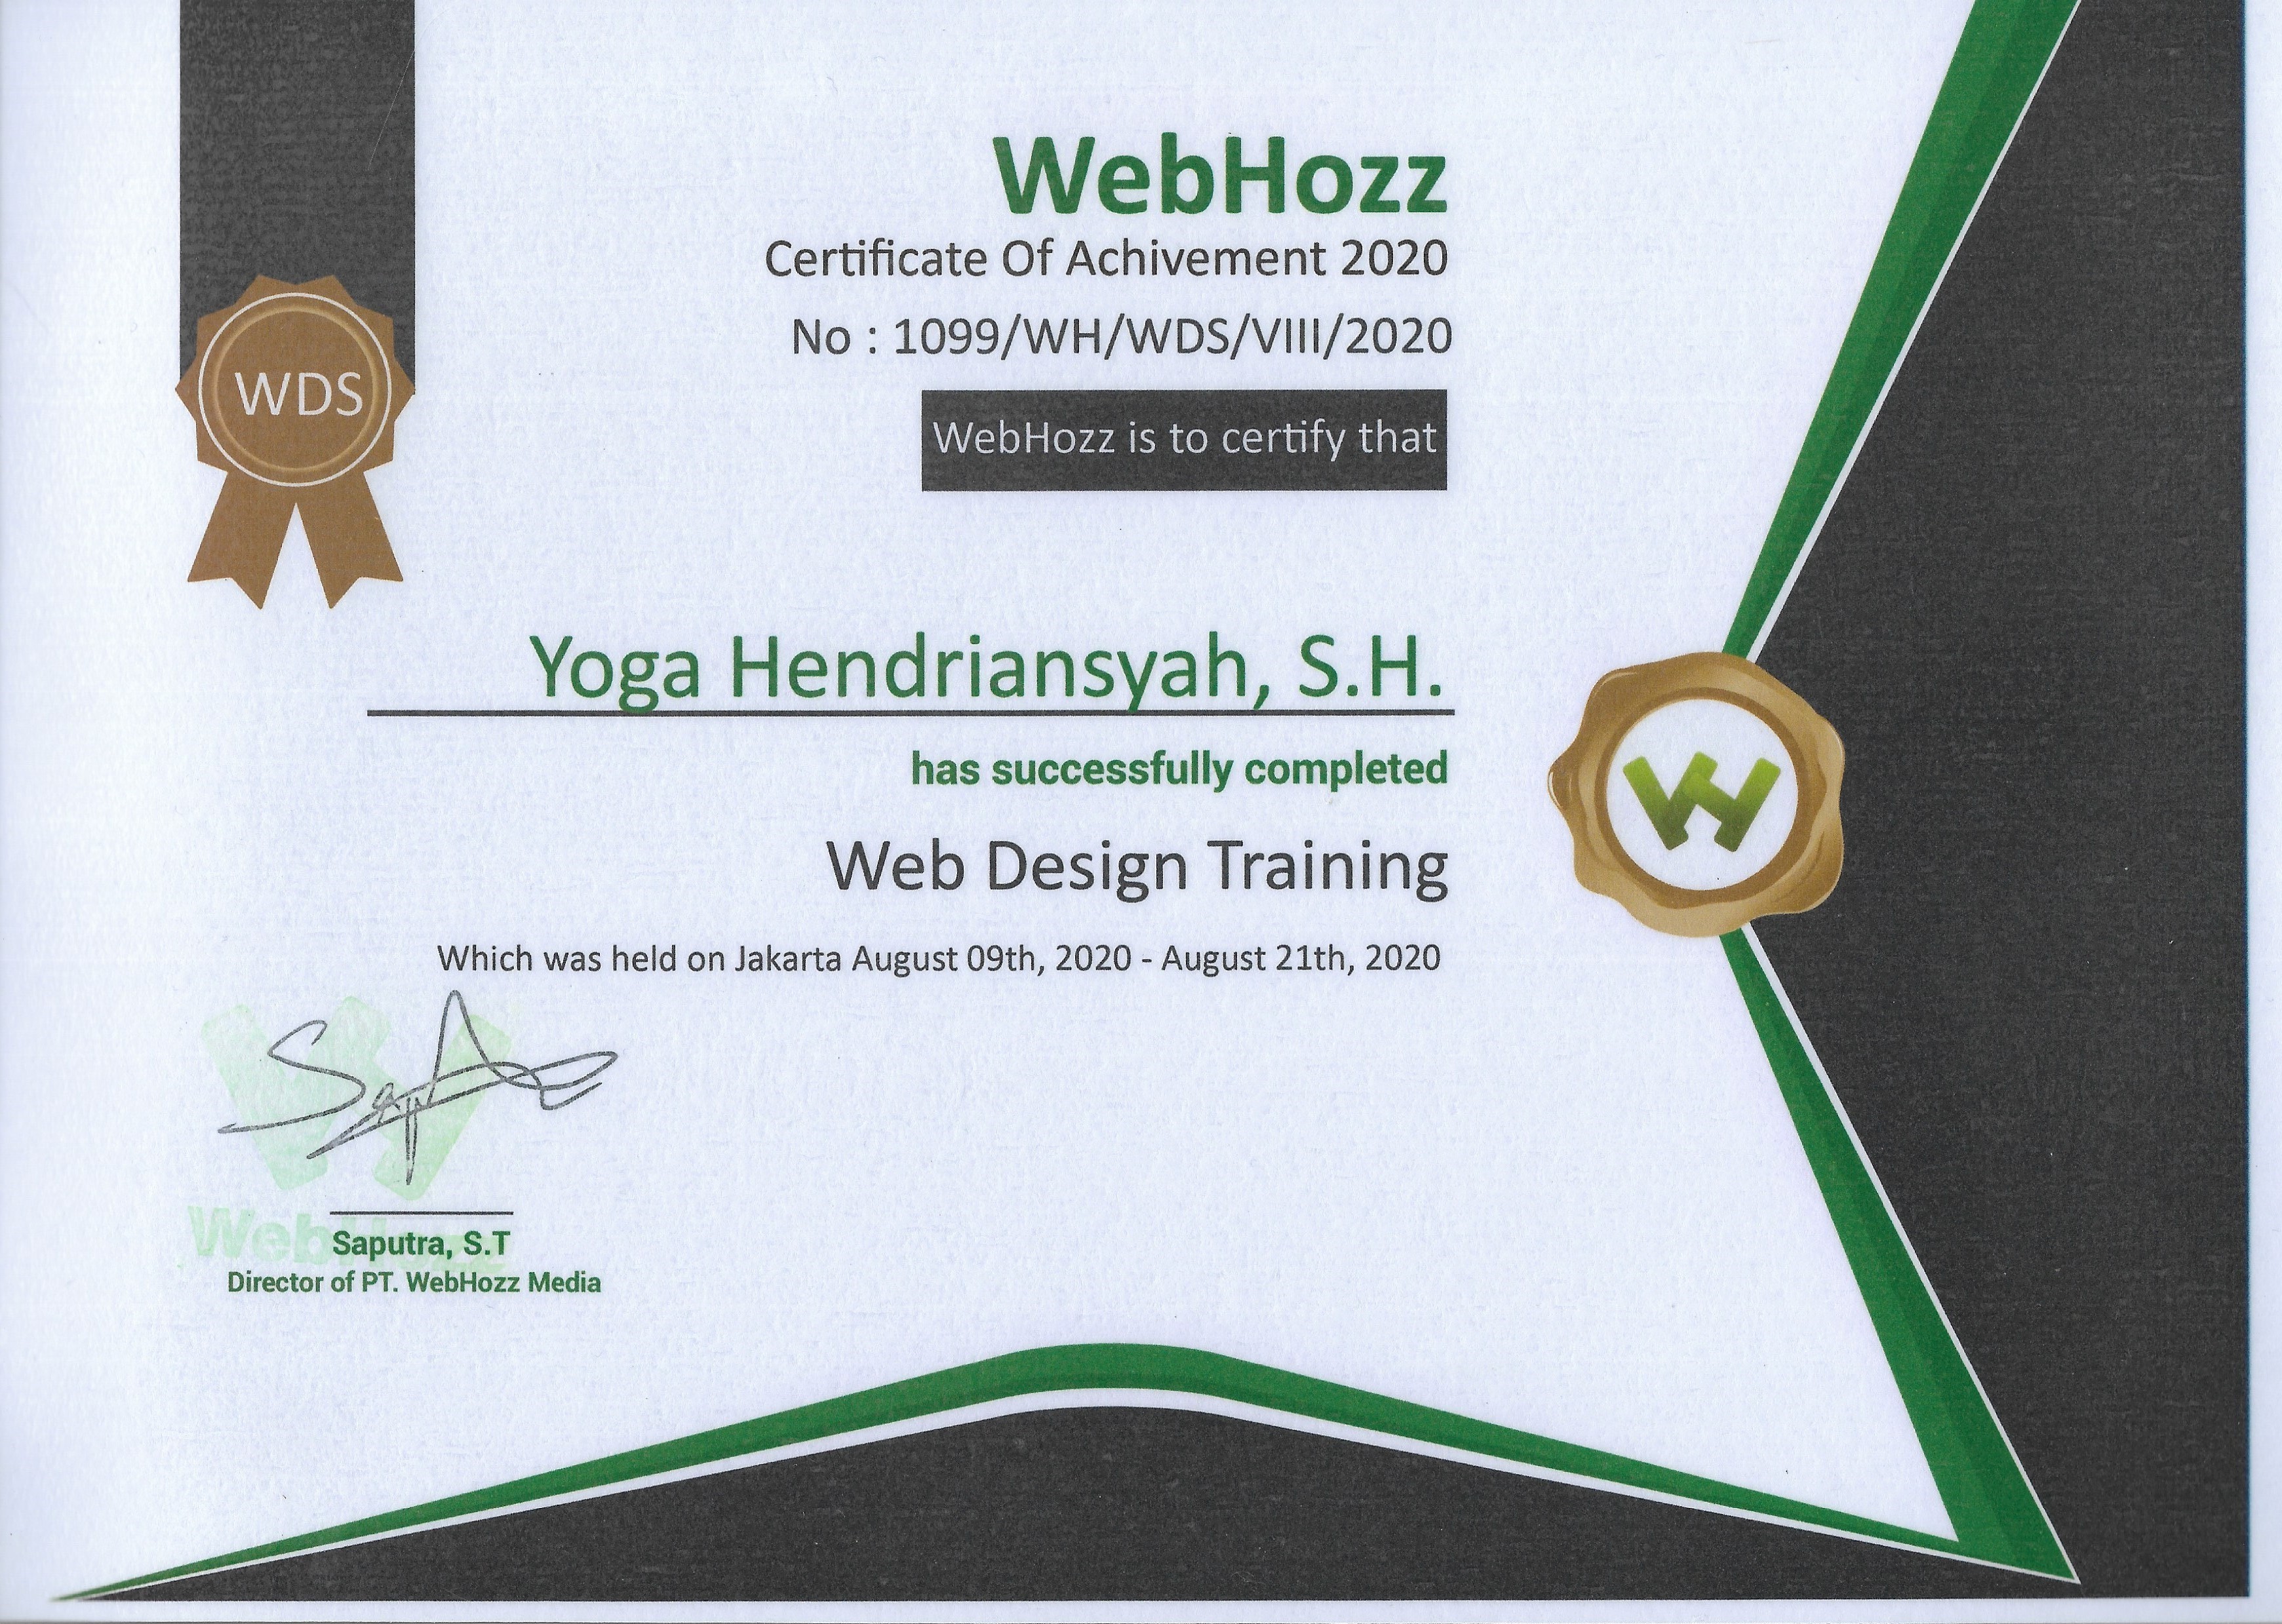 WebHozz
Certificate Of Achivement 2020
No : 1099/WH/WDS/VIII/2020
WDS
WebHozz is to certify that
Yoga Hendriansyah, S.H.
has successfully completed
Web Design Training
Which was held on Jakarta August 09th, 2020 - August 21th, 2020
WebHozz
Saputra, S.T
Director of PT. WebHozz Media